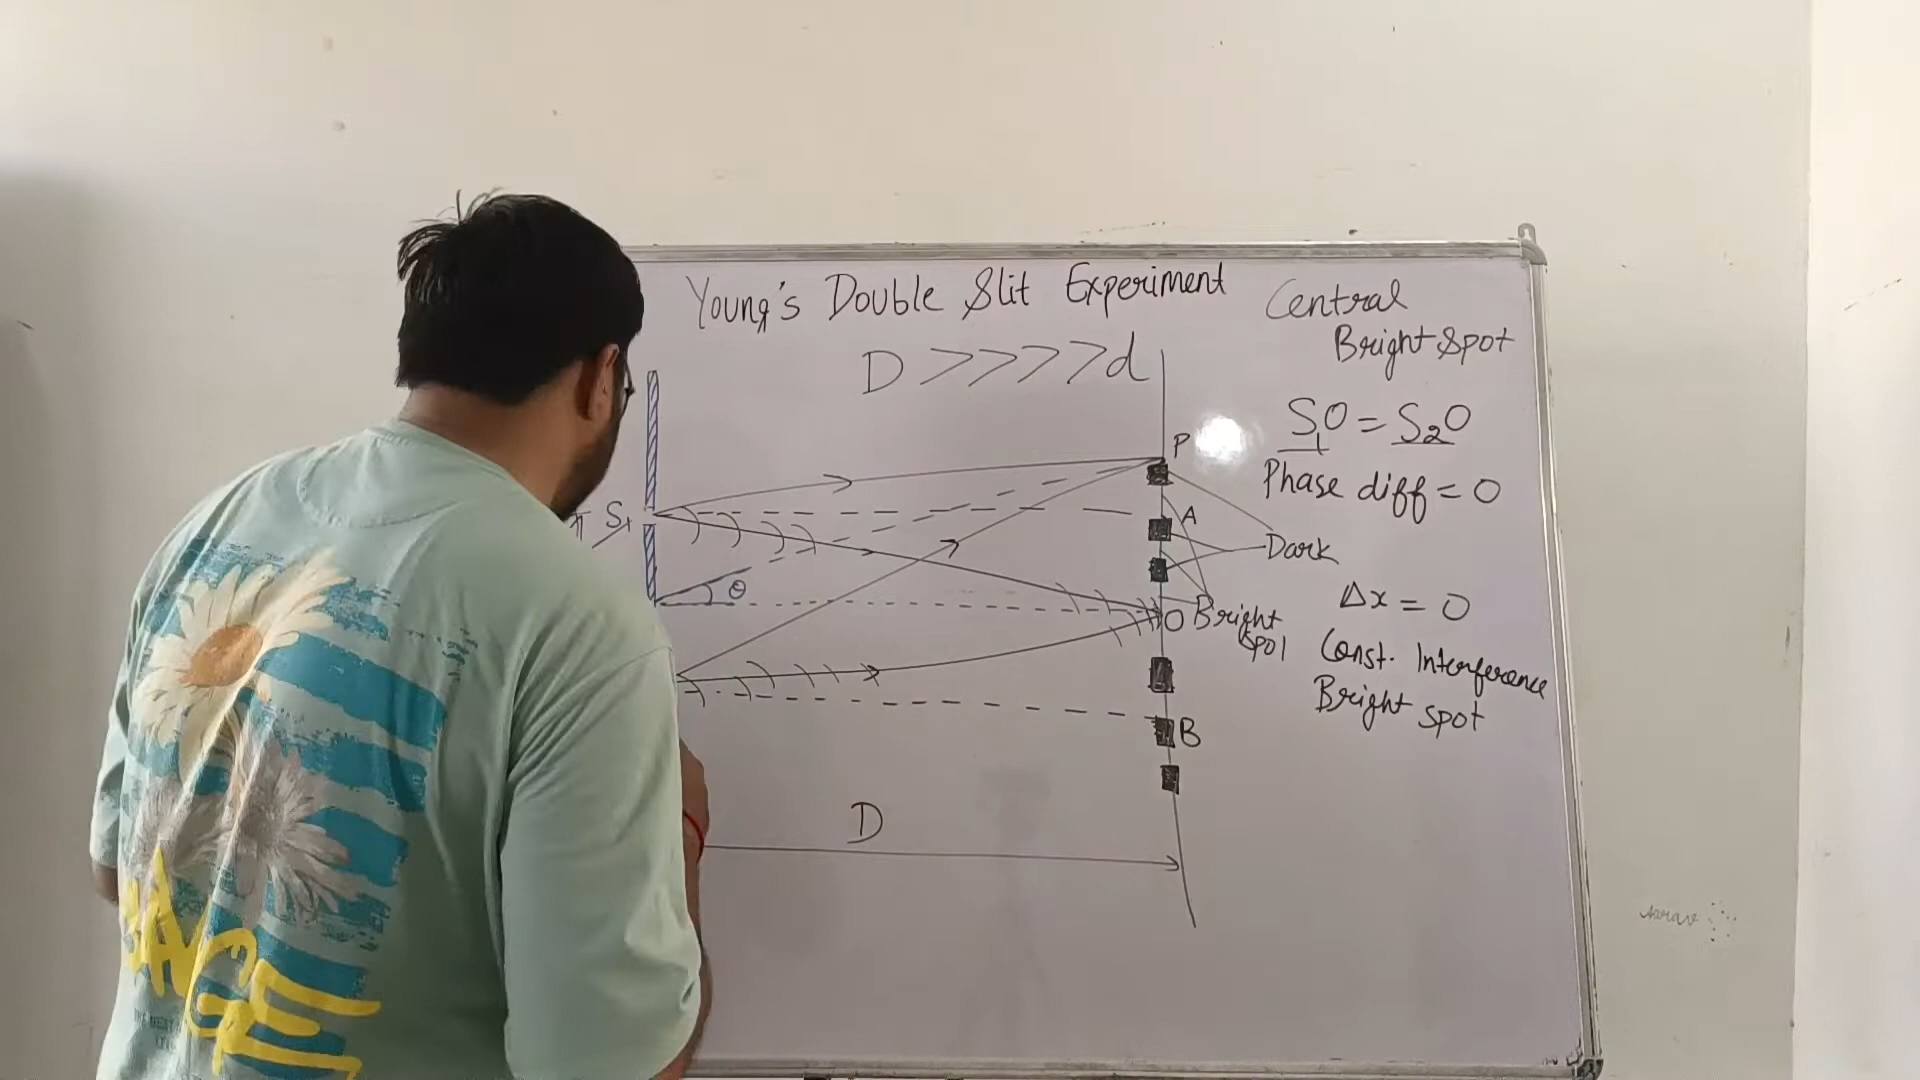 Young's Double Slit Experiment
D >>>> d
Central
Bright Spot
S₁O = S₂O
Phase diff = 0
P
S₁
A
Dark
θ
Δx = 0
O Bright
Spot
Const. Interference
Bright spot
B
D